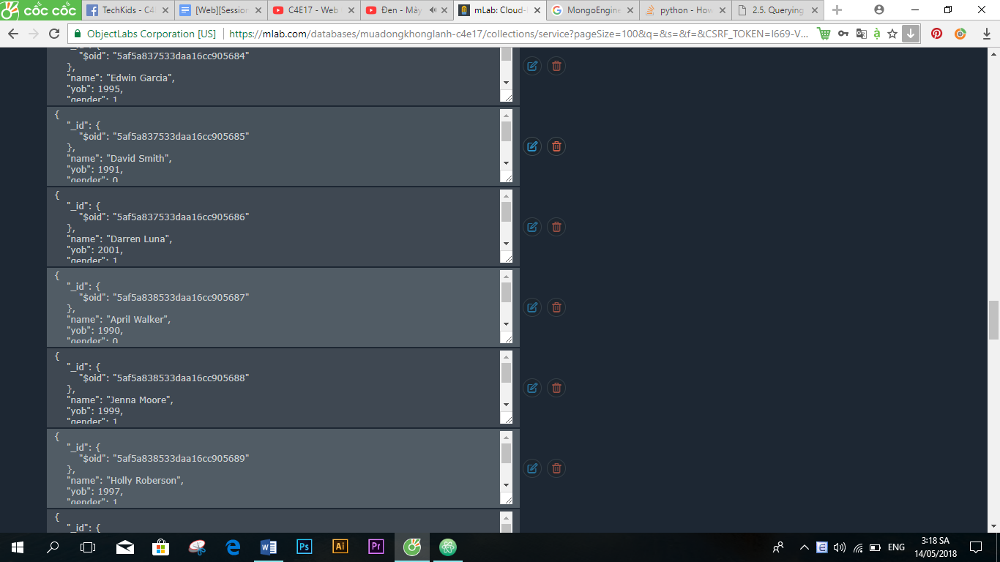 cốc cốc
TechKids - C4
[Web][Session
C4E17 - Web
Đen - Mày
mLab: Cloud-
MongoEngine
python - How
2.5. Querying
ObjectLabs Corporation [US]
https://mlab.com/databases/muadongkhonglanh-c4e17/collections/service?pageSize=100&q=&s=&f=&CSRF_TOKEN=I669-V...
"_id": {
"$oid": "5af5a837533daa16cc905684"
},
"name": "Edwin Garcia",
"yob": 1995,
"gender": 1
{
"_id": {
"$oid": "5af5a837533daa16cc905685"
},
"name": "David Smith",
"yob": 1991,
"gender": 0
{
"_id": {
"$oid": "5af5a837533daa16cc905686"
},
"name": "Darren Luna",
"yob": 2001,
"gender": 1
{
"_id": {
"$oid": "5af5a838533daa16cc905687"
},
"name": "April Walker",
"yob": 1990,
"gender": 0
{
"_id": {
"$oid": "5af5a838533daa16cc905688"
},
"name": "Jenna Moore",
"yob": 1999,
"gender": 1
{
"_id": {
"$oid": "5af5a838533daa16cc905689"
},
"name": "Holly Roberson",
"yob": 1997,
"gender": 1
{
"_id": {
Ps
Ai
Pr
ENG
3:18 SA
14/05/2018